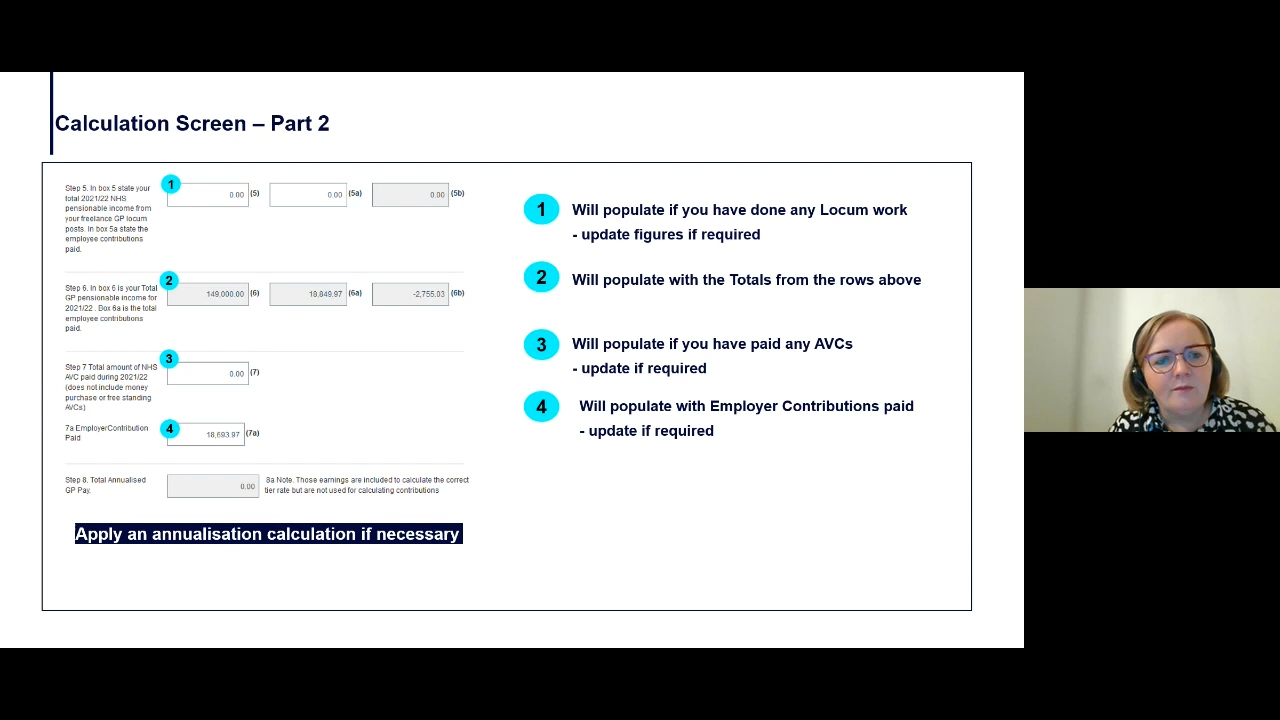 Calculation Screen – Part 2
Step 5. In box 5 state your
total 2021/22 NHS
pensionable income from
your freelance GP locum
posts. In box 5a state the
employee contributions
paid.
1
0.00 (5)
0.00 (5a)
0.00 (5b)
Step 6. In box 6 is your Total
GP pensionable income for
2021/22 . Box 6a is the total
employee contributions
paid.
2
149,000.00 (6)
18,849.97 (6a)
-2,755.03 (6b)
Step 7 Total amount of NHS
AVC paid during 2021/22
(does not include money
purchase or free standing
AVCs)
3
0.00 (7)
7a EmployerContribution
Paid
4
18,693.97 (7a)
Step 8. Total Annualised
GP Pay.
0.00
8a Note. Those earnings are included to calculate the correct
tier rate but are not used for calculating contributions
Apply an annualisation calculation if necessary
1 Will populate if you have done any Locum work
- update figures if required
2 Will populate with the Totals from the rows above
3 Will populate if you have paid any AVCs
- update if required
4 Will populate with Employer Contributions paid
- update if required